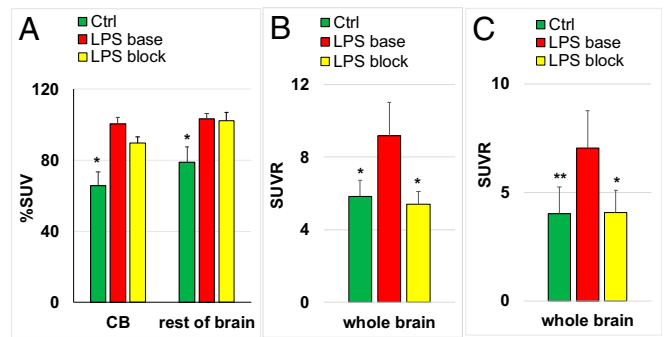 A
Ctrl
LPS base
LPS block
%SUV
120
80
40
0
*
*
CB
rest of brain
B
Ctrl
LPS base
LPS block
SUVR
12
8
4
0
*
*
whole brain
C
Ctrl
LPS base
LPS block
SUVR
10
5
0
**
*
whole brain